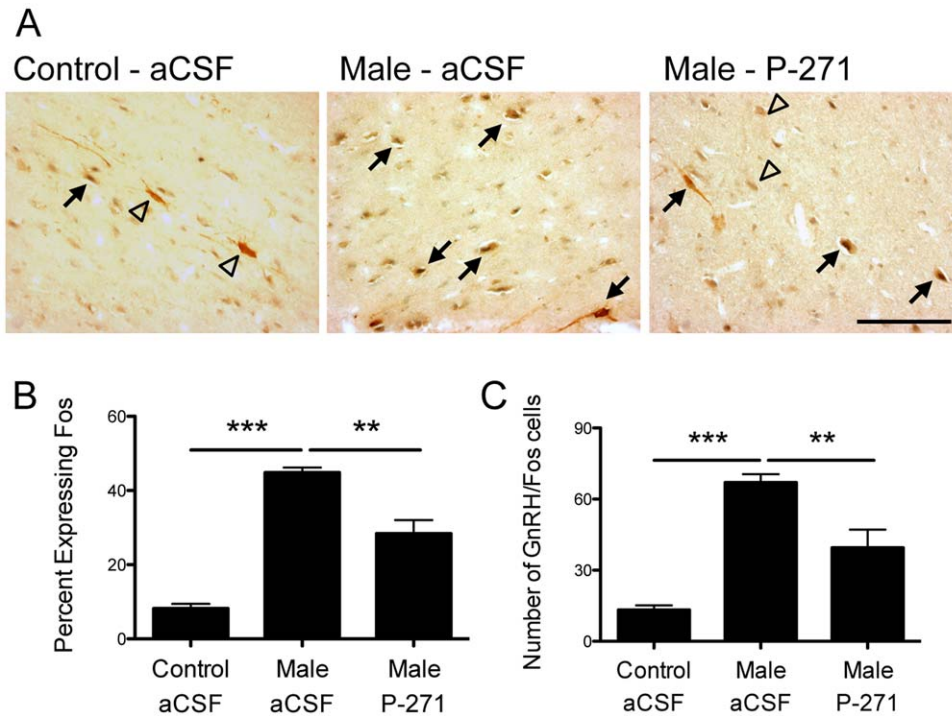 A
Control - aCSF Male - aCSF Male - P-271
B
Percent Expressing Fos
60
40
20
0
*** **
Control Male Male
aCSF aCSF P-271
C
Number of GnRH/Fos cells
90
60
30
0
*** **
Control Male Male
aCSF aCSF P-271